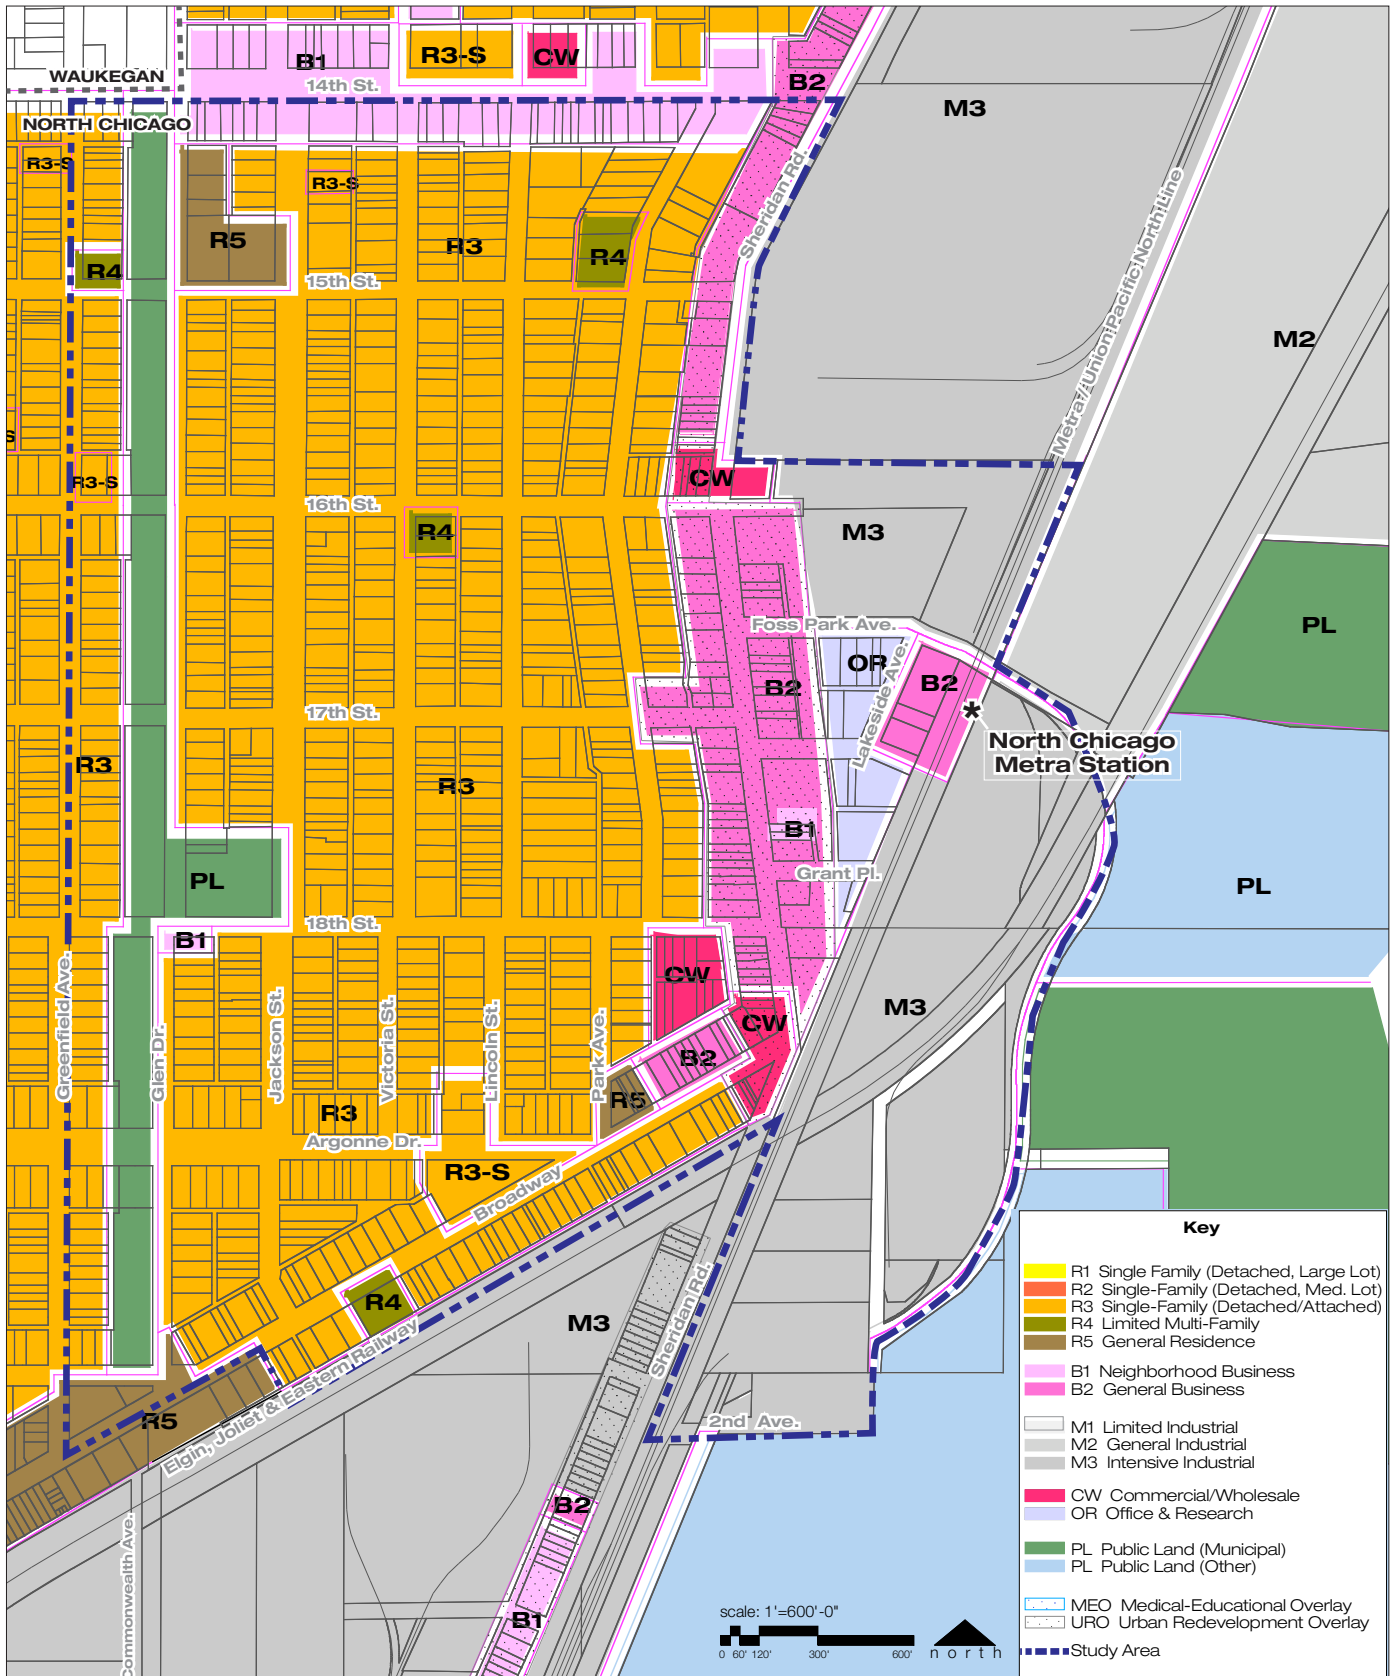 B1
R3-S
CW
B2
WAUKEGAN
14th St.
M3
NORTH CHICAGO
R3-S
R3-S
R5
R3
R4
R4
15th St.
Sheridan Rd.
Metra / Union Pacific North Line
M2
S
R3-S
CW
16th St.
R4
M3
Foss Park Ave.
PL
OR
B2
B2
Lakeside Ave.
17th St.
*
North Chicago
Metra Station
R3
R3
B1
Grant Pl.
PL
PL
18th St.
B1
CW
M3
CW
B2
Greenfield Ave.
Glen Dr.
Jackson St.
Victoria St.
Lincoln St.
Park Ave.
R5
R3
Argonne Dr.
R3-S
Broadway
R4
M3
Sheridan Rd.
Elgin, Joliet & Eastern Railway
R5
2nd Ave.
B2
B1
Commonwealth Ave.
Key
R1 Single Family (Detached, Large Lot)
R2 Single-Family (Detached, Med. Lot)
R3 Single-Family (Detached/Attached)
R4 Limited Multi-Family
R5 General Residence
B1 Neighborhood Business
B2 General Business
M1 Limited Industrial
M2 General Industrial
M3 Intensive Industrial
CW Commercial/Wholesale
OR Office & Research
PL Public Land (Municipal)
PL Public Land (Other)
MEO Medical-Educational Overlay
URO Urban Redevelopment Overlay
Study Area
scale: 1'=600'-0"
0 60' 120' 300' 600'
north